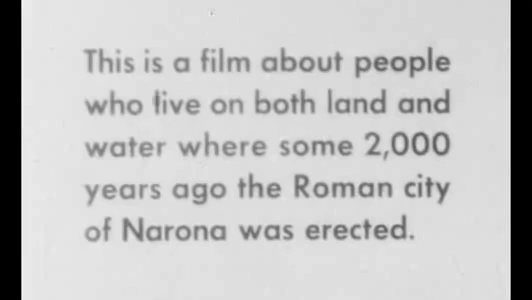 This is a film about people
who live on both land and
water where some 2,000
years ago the Roman city
of Narona was erected.